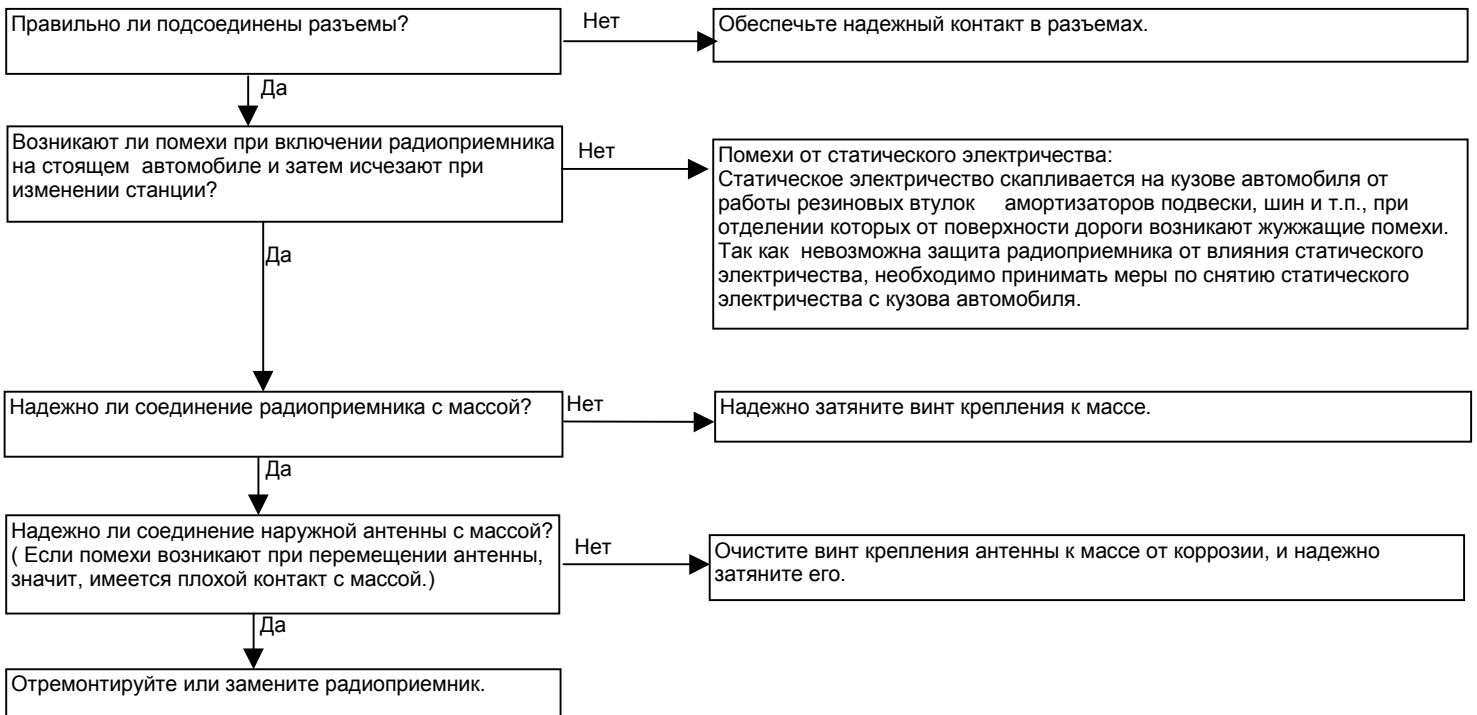 Правильно ли подсоединены разъемы?
Нет
Обеспечьте надежный контакт в разъемах.
Да
Возникают ли помехи при включении радиоприемника
на стоящем автомобиле и затем исчезают при
изменении станции?
Нет
Помехи от статического электричества:
Статическое электричество скапливается на кузове автомобиля от
работы резиновых втулок амортизаторов подвески, шин и т.п., при
отделении которых от поверхности дороги возникают жужжащие помехи.
Так как невозможна защита радиоприемника от влияния статического
электричества, необходимо принимать меры по снятию статического
электричества с кузова автомобиля.
Да
Надежно ли соединение радиоприемника с массой?
Нет
Надежно затяните винт крепления к массе.
Да
Надежно ли соединение наружной антенны с массой?
( Если помехи возникают при перемещении антенны,
значит, имеется плохой контакт с массой.)
Нет
Очистите винт крепления антенны к массе от коррозии, и надежно
затяните его.
Да
Отремонтируйте или замените радиоприемник.